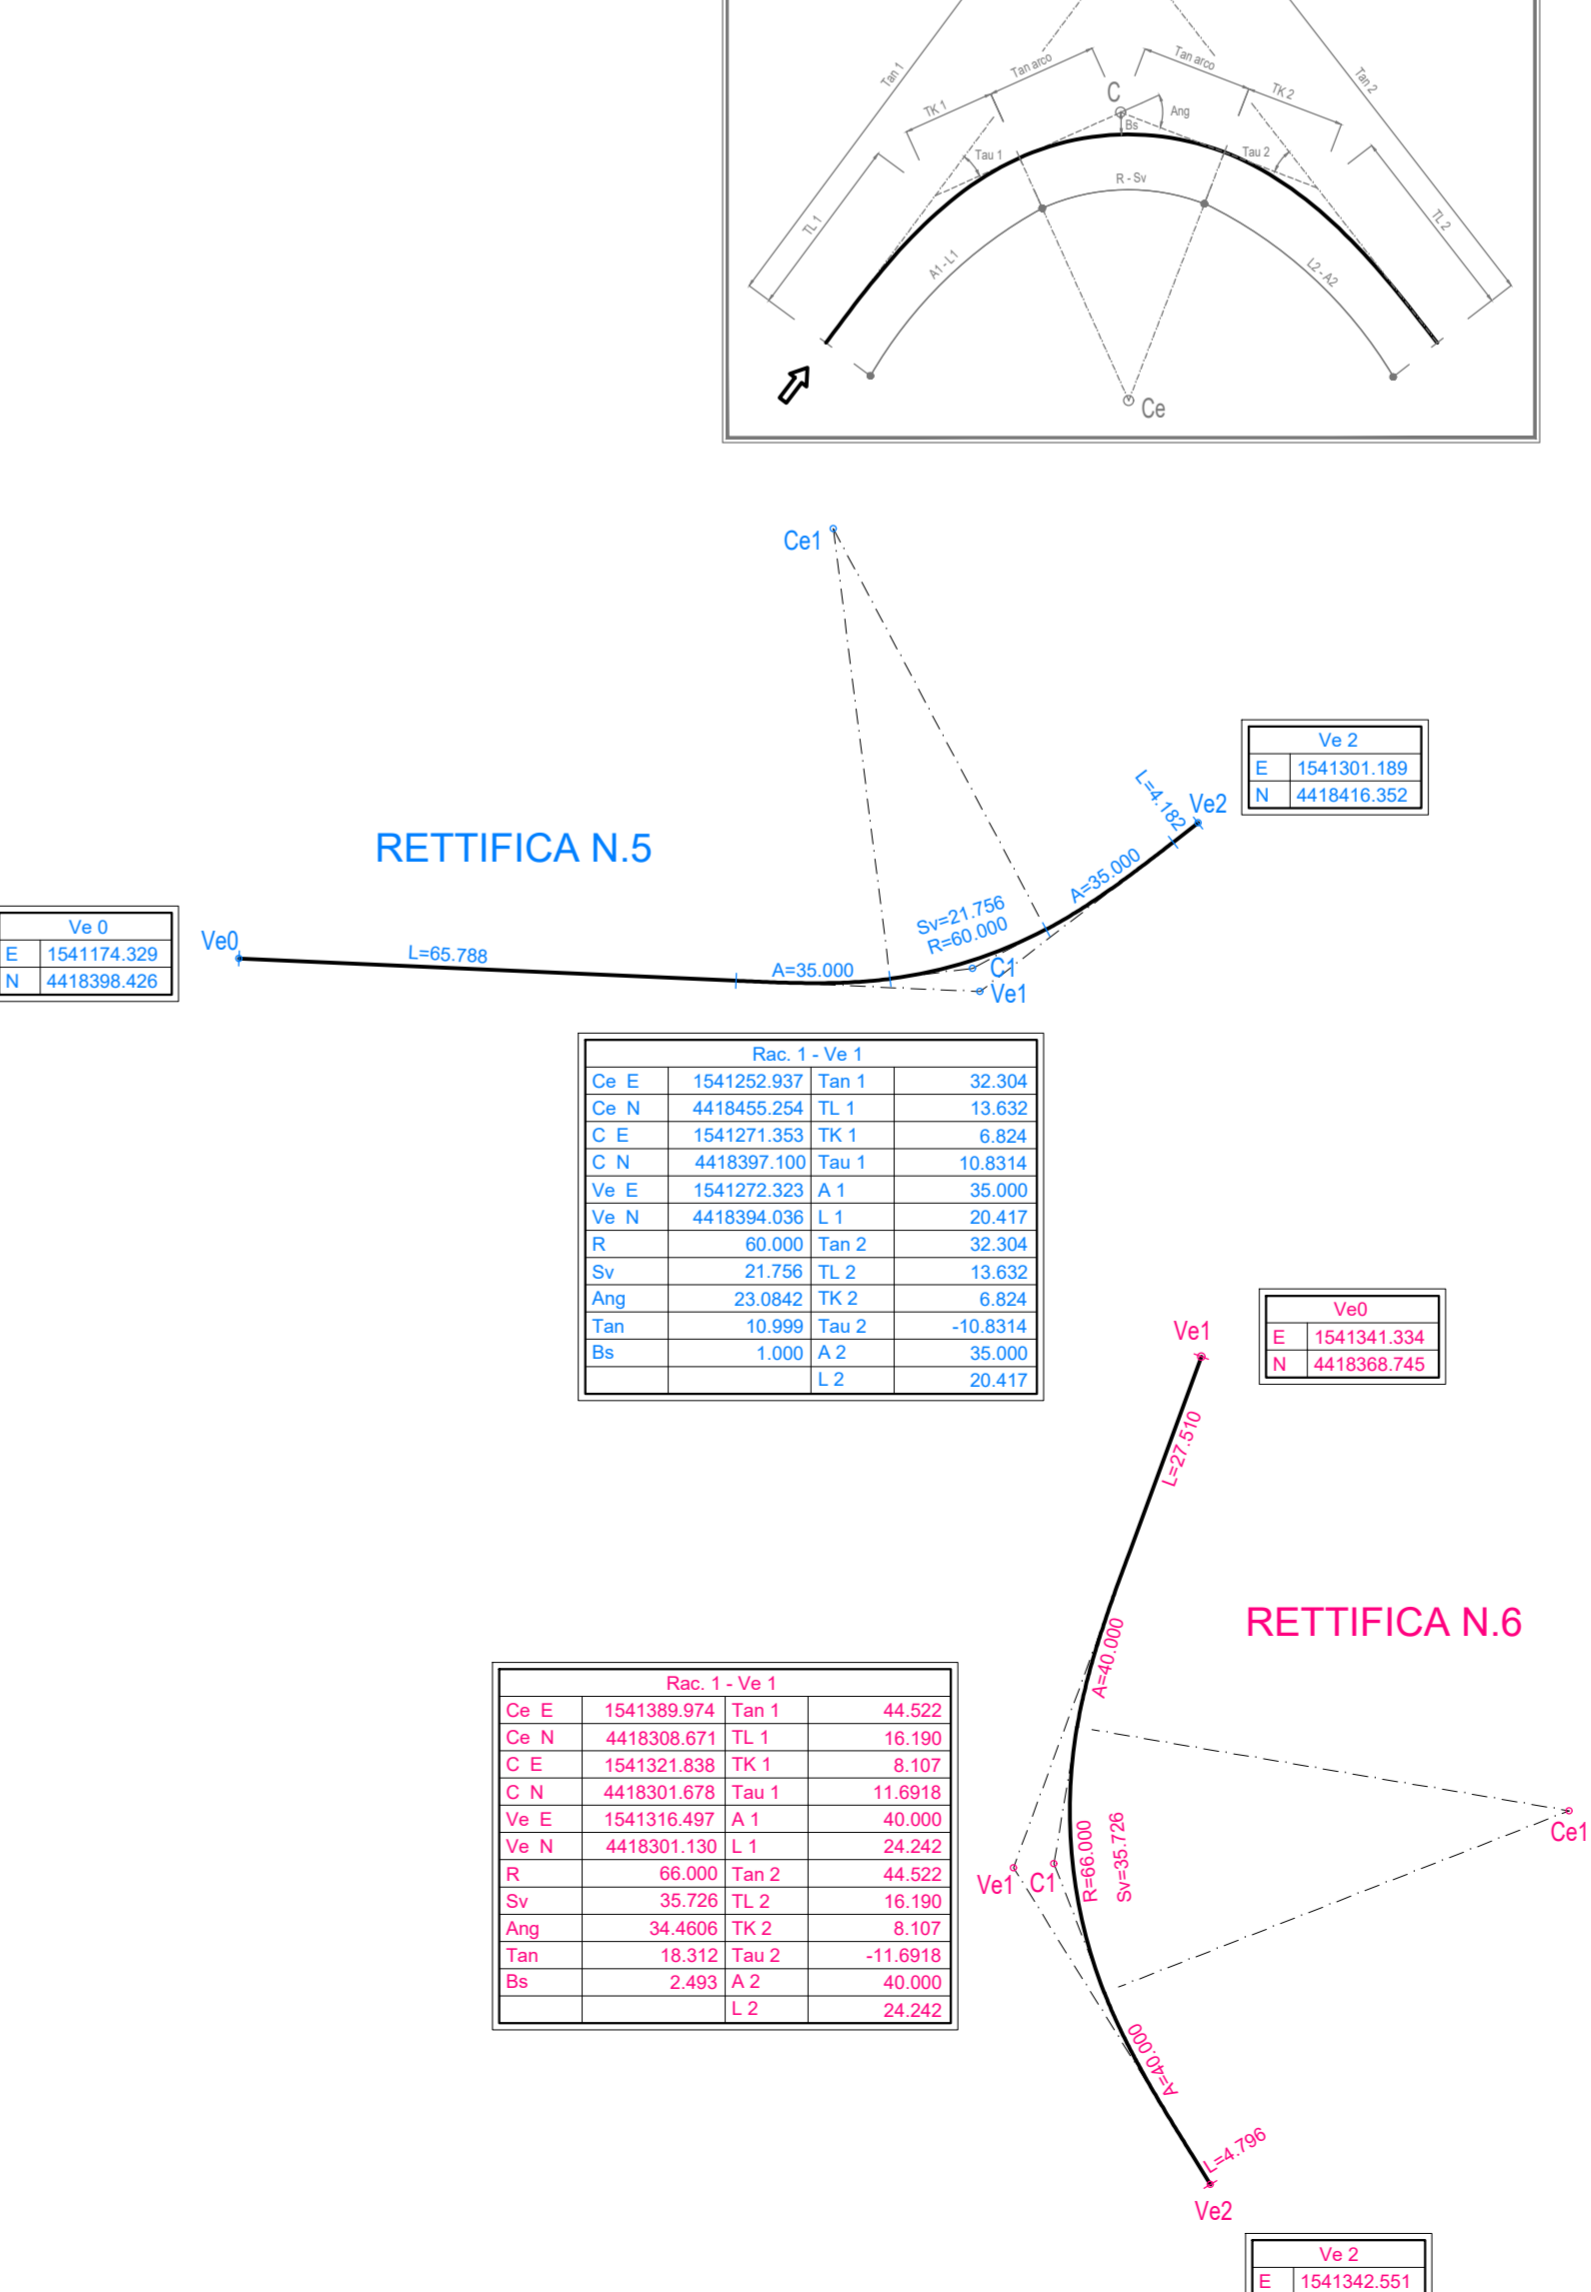 Tan 1
Tan arco
Tan arco
Tan 2
TK 1
C
TK 2
Ang
Bs
Tau 1
Tau 2
R - Sv
TL 1
TL 2
A1 - L1
L2 - A2
Ce
Ce1
Ve 2
E 1541301.189
N 4418416.352
L=4.182
Ve2
RETTIFICA N.5
A=35.000
Sv=21.756
R=60.000
Ve 0
E 1541174.329
N 4418398.426
Ve0
L=65.788
A=35.000
C1
Ve1
Rac. 1 - Ve 1
Ce E 1541252.937 Tan 1 32.304
Ce N 4418455.254 TL 1 13.632
C E 1541271.353 TK 1 6.824
C N 4418397.100 Tau 1 10.8314
Ve E 1541272.323 A 1 35.000
Ve N 4418394.036 L 1 20.417
R 60.000 Tan 2 32.304
Sv 21.756 TL 2 13.632
Ang 23.0842 TK 2 6.824
Tan 10.999 Tau 2 -10.8314
Bs 1.000 A 2 35.000
L 2 20.417
Ve0
E 1541341.334
N 4418368.745
Ve1
L=27.510
RETTIFICA N.6
A=40.000
Rac. 1 - Ve 1
Ce E 1541389.974 Tan 1 44.522
Ce N 4418308.671 TL 1 16.190
C E 1541321.838 TK 1 8.107
C N 4418301.678 Tau 1 11.6918
Ve E 1541316.497 A 1 40.000
Ve N 4418301.130 L 1 24.242
R 66.000 Tan 2 44.522
Sv 35.726 TL 2 16.190
Ang 34.4606 TK 2 8.107
Tan 18.312 Tau 2 -11.6918
Bs 2.493 A 2 40.000
L 2 24.242
Ce1
Ve1
C1
R=66.000
Sv=35.726
A=40.000
L=4.796
Ve2
Ve 2
E 1541342.551